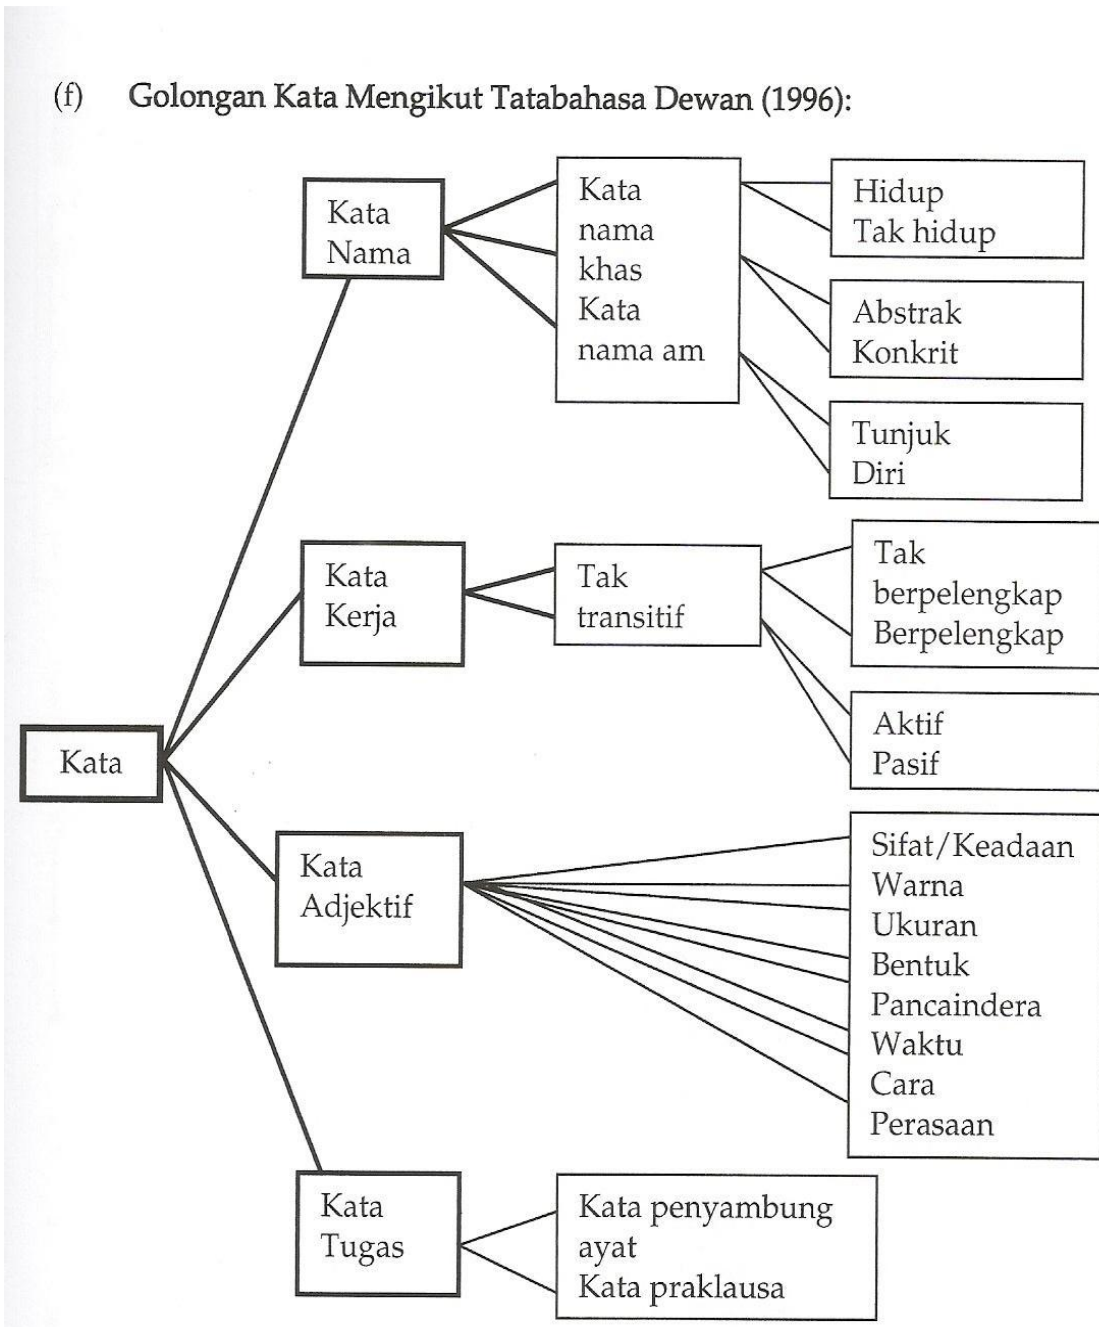 (f) Golongan Kata Mengikut Tatabahasa Dewan (1996):
Kata
Nama
Kata
nama
khas
Kata
nama am
Hidup
Tak hidup
Abstrak
Konkrit
Tunjuk
Diri
Kata
Kerja
Tak
transitif
Tak
berpelengkap
Berpelengkap
Aktif
Pasif
Kata
Kata
Adjektif
Sifat/Keadaan
Warna
Ukuran
Bentuk
Pancaindera
Waktu
Cara
Perasaan
Kata
Tugas
Kata penyambung
ayat
Kata praklausa